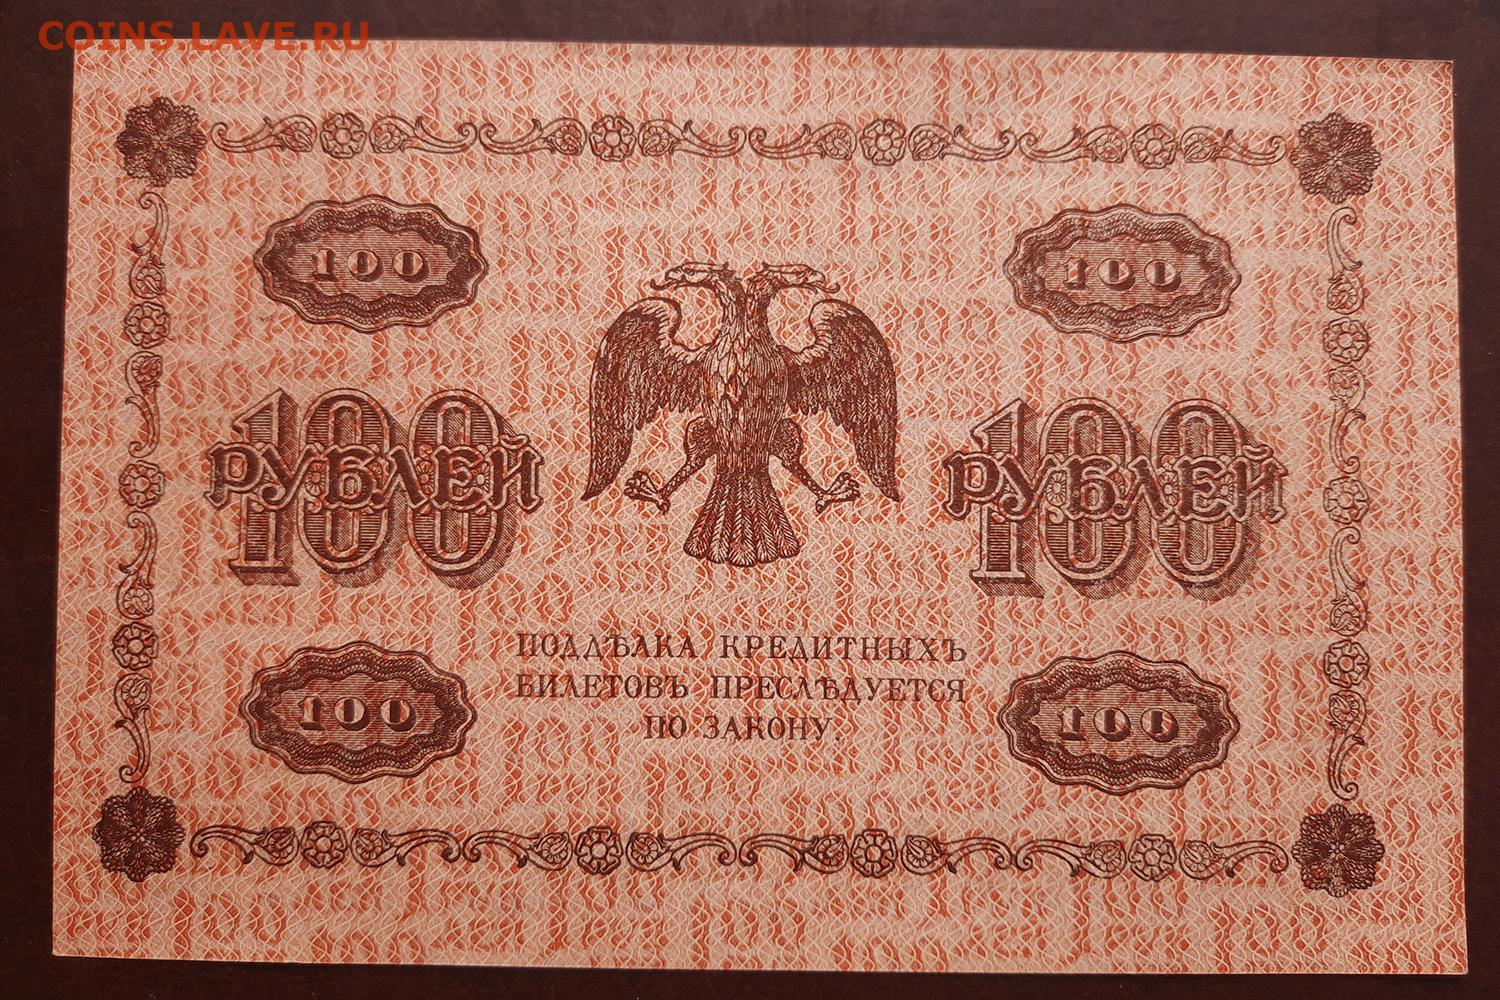 COINS.LAVE.RU
100
100
100 РУБЛЕЙ
100 РУБЛЕЙ
ПОДДѢЛКА КРЕДИТНЫХЪ
БИЛЕТОВЪ ПРЕСЛѢДУЕТСЯ
ПО ЗАКОНУ.
100
100